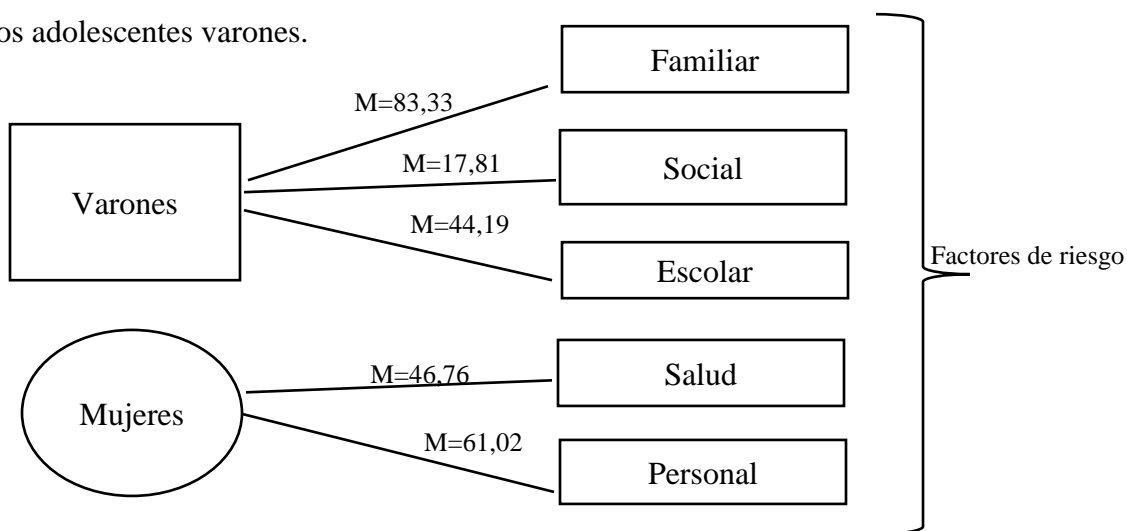 os adolescentes varones.
Familiar
M=83,33
M=17,81
Social
Varones
M=44,19
Escolar
Factores de riesgo
M=46,76
Salud
Mujeres
M=61,02
Personal